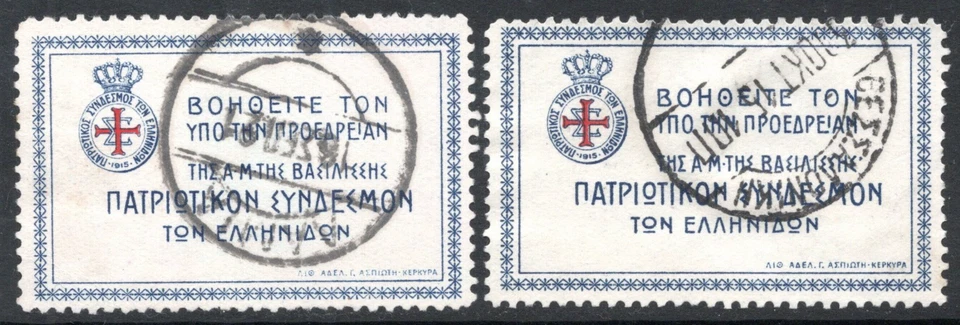 ΠΑΤΡΙΩΤΙΚΟΣ ΣΥΝΔΕΣΜΟΣ ΤΩΝ ΕΛΛΗΝΙΔΩΝ
·1915·
ΒΟΗΘΕΙΤΕ ΤΟΝ
ΥΠΟ ΤΗΝ ΠΡΟΕΔΡΕΙΑΝ
ΤΗΣ Α·Μ·ΤΗΣ ΒΑΣΙΛΙΣΣΗΣ
ΠΑΤΡΙΩΤΙΚΟΝ ΣΥΝΔΕΣΜΟΝ
ΤΩΝ ΕΛΛΗΝΙΔΩΝ
ΛΙΘ ΑΔΕΛ. Γ. ΑΣΠΙΩΤΗ·ΚΕΡΚΥΡΑ
ΠΑΤΡΙΩΤΙΚΟΣ ΣΥΝΔΕΣΜΟΣ ΤΩΝ ΕΛΛΗΝΙΔΩΝ
·1915·
ΒΟΗΘΕΙΤΕ ΤΟΝ
ΥΠΟ ΤΗΝ ΠΡΟΕΔΡΕΙΑΝ
ΤΗΣ Α·Μ·ΤΗΣ ΒΑΣΙΛΙΣΣΗΣ
ΠΑΤΡΙΩΤΙΚΟΝ ΣΥΝΔΕΣΜΟΝ
ΤΩΝ ΕΛΛΗΝΙΔΩΝ
ΛΙΘ ΑΔΕΛ. Γ. ΑΣΠΙΩΤΗ·ΚΕΡΚΥΡΑ
ΘΕΣΣΑΛΟΝΙΚΗ